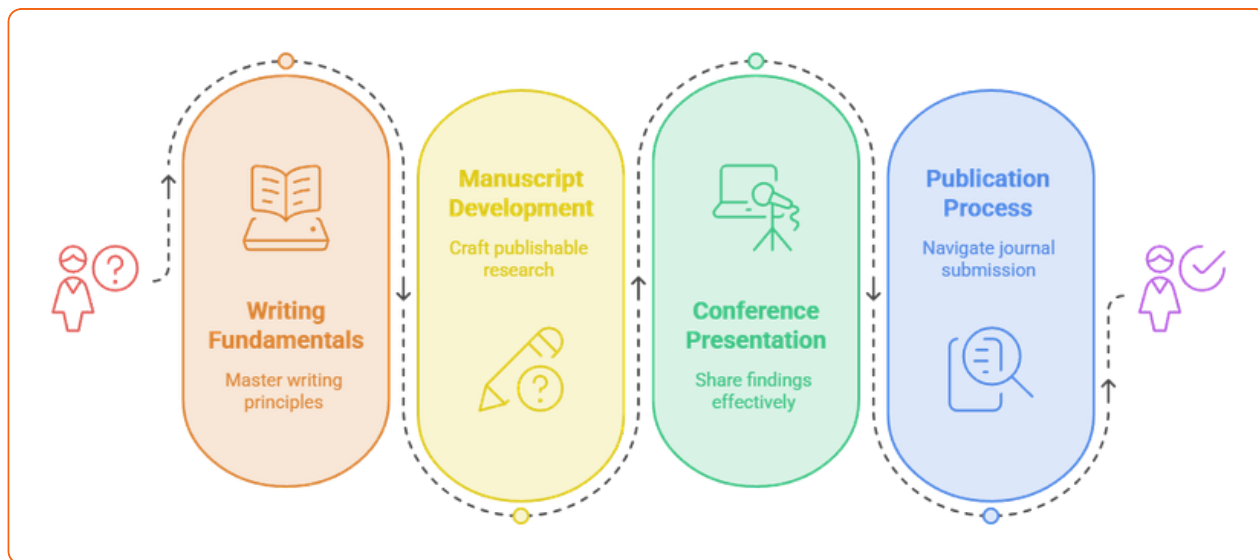 Writing
Fundamentals
Master writing
principles
Manuscript
Development
Craft publishable
research
Conference
Presentation
Share findings
effectively
Publication
Process
Navigate journal
submission